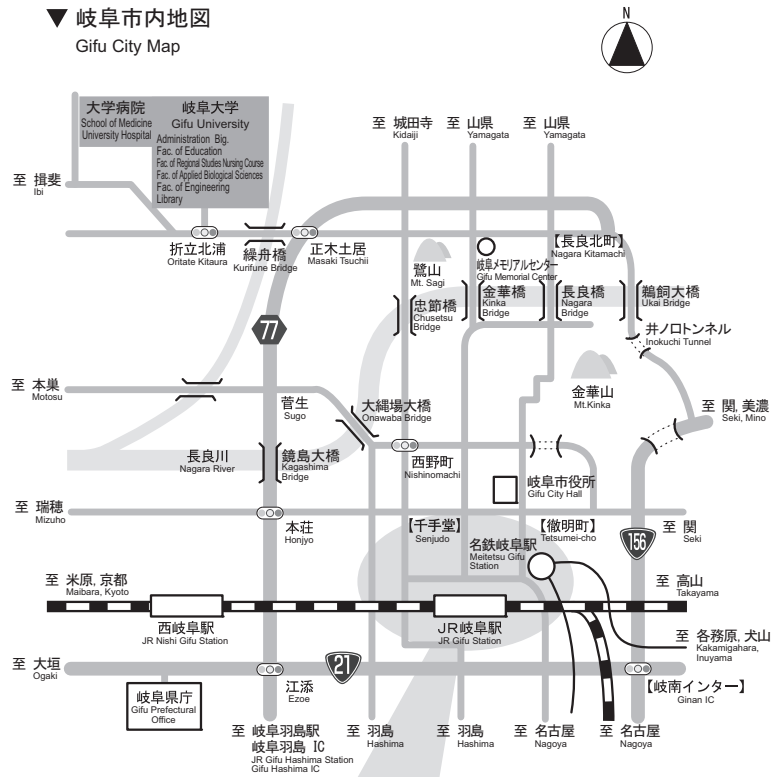 ▼ 岐阜市内地図
Gifu City Map
N
大学病院
School of Medicine
University Hospital
岐阜大学
Gifu University
Administration Big.
Fac. of Education
Fac. of Regional Studies Nursing Course
Fac. of Applied Biological Sciences
Fac. of Engineering
Library
至 城田寺
Kidaiji
至 山県
Yamagata
至 山県
Yamagata
至 揖斐
Ibi
折立北浦
Oritate Kitaura
繰舟橋
Kurifune Bridge
正木土居
Masaki Tsuchii
鷺山
Mt. Sagi
岐阜メモリアルセンター
Gifu Memorial Center
【長良北町】
Nagara Kitamachi
忠節橋
Chusetsu
Bridge
金華橋
Kinka
Bridge
長良橋
Nagara
Bridge
鵜飼大橋
Ukai Bridge
77
井ノ口トンネル
Inokuchi Tunnel
至 本巣
Motosu
菅生
Sugo
大縄場大橋
Onawaba Bridge
金華山
Mt.Kinka
至 関, 美濃
Seki, Mino
長良川
Nagara River
鏡島大橋
Kagashima
Bridge
西野町
Nishinomachi
岐阜市役所
Gifu City Hall
至 瑞穂
Mizuho
本荘
Honjyo
【千手堂】
Senjudo
【徹明町】
Tetsumei-cho
156
至 関
Seki
名鉄岐阜駅
Meitetsu Gifu
Station
至 米原, 京都
Maibara, Kyoto
至 高山
Takayama
西岐阜駅
JR Nishi Gifu Station
JR岐阜駅
JR Gifu Station
至 各務原, 犬山
Kakamigahara,
Inuyama
至 大垣
Ogaki
岐阜県庁
Gifu Prefectural
Office
江添
Ezoe
21
【岐南インター】
Ginan IC
至 岐阜羽島駅
岐阜羽島 IC
JR Gifu Hashima Station
Gifu Hashima IC
至 羽島
Hashima
至 羽島
Hashima
至 名古屋
Nagoya
至 名古屋
Nagoya